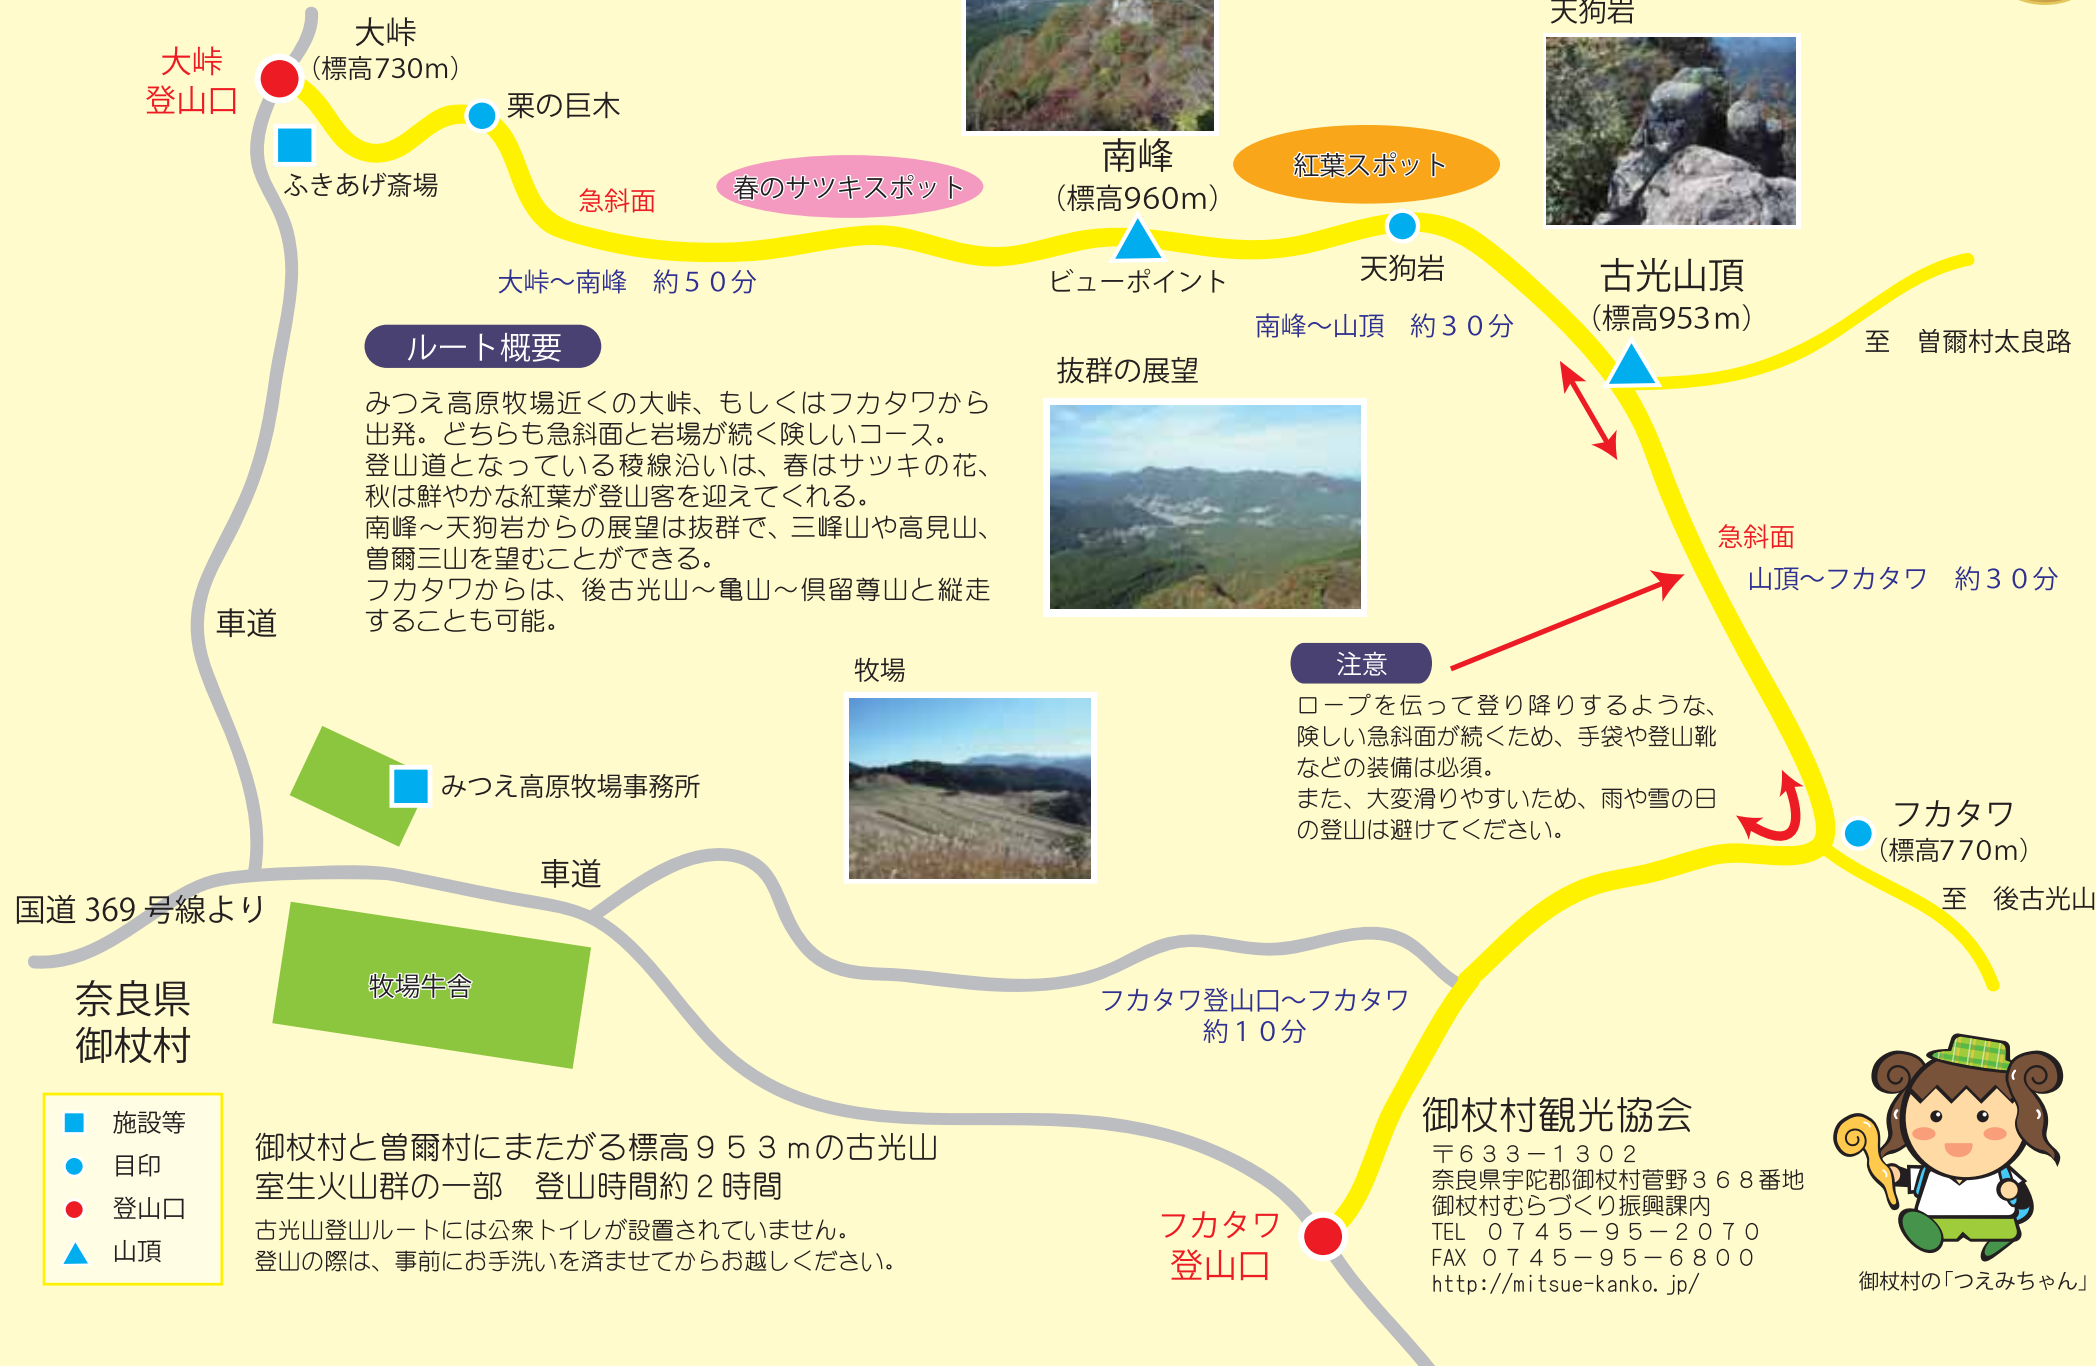 天狗岩
大峠
(標高730m)
大峠
登山口
栗の巨木
ふきあげ斎場
急斜面
春のサツキスポット
南峰
(標高960m)
紅葉スポット
大峠～南峰　約５０分
ビューポイント
天狗岩
古光山頂
(標高953m)
南峰～山頂　約３０分
至　曽爾村太良路
ルート概要
みつえ高原牧場近くの大峠、もしくはフカタワから
出発。どちらも急斜面と岩場が続く険しいコース。
登山道となっている稜線沿いは、春はサツキの花、
秋は鮮やかな紅葉が登山客を迎えてくれる。
南峰～天狗岩からの展望は抜群で、三峰山や高見山、
曽爾三山を望むことができる。
フカタワからは、後古光山～亀山～倶留尊山と縦走
することも可能。
抜群の展望
急斜面
山頂～フカタワ　約３０分
車道
牧場
注意
ロープを伝って登り降りするような、
険しい急斜面が続くため、手袋や登山靴
などの装備は必須。
また、大変滑りやすいため、雨や雪の日
の登山は避けてください。
みつえ高原牧場事務所
フカタワ
(標高770m)
車道
国道 369 号線より
至　後古光山
牧場牛舎
奈良県
御杖村
フカタワ登山口～フカタワ
約１０分
施設等
目印
登山口
山頂
御杖村と曽爾村にまたがる標高９５３ｍの古光山
室生火山群の一部　登山時間約２時間
古光山登山ルートには公衆トイレが設置されていません。
登山の際は、事前にお手洗いを済ませてからお越しください。
フカタワ
登山口
御杖村観光協会
〒６３３－１３０２
奈良県宇陀郡御杖村菅野３６８番地
御杖村むらづくり振興課内
TEL　０７４５－９５－２０７０
FAX ０７４５－９５－６８００
http://mitsue-kanko.jp/
御杖村の「つえみちゃん」